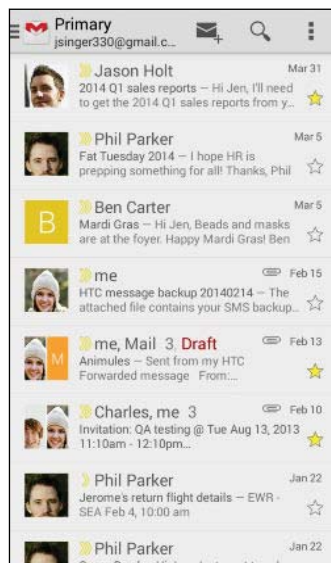 Primary
jsinger330@gmail.c...
Jason Holt Mar 31
2014 Q1 sales reports — Hi Jen, I'll need
to get the 2014 Q1 sales reports from y...
Phil Parker Mar 5
Fat Tuesday 2014 — I hope HR is
prepping something for all! Thanks, Phil
B
Ben Carter Mar 5
Mardi Gras — Hi Jen, Beads and masks
are at the foyer. Happy Mardi Gras! Ben
me Feb 15
HTC message backup 20140214 — The
attached file contains your SMS backup...
M
me, Mail 3, Draft Feb 13
Animules — Sent from my HTC
Forwarded message From:...
Charles, me 3 Feb 10
Invitation: QA testing @ Tue Aug 13, 2013
11:10am - 12:10pm...
Phil Parker Jan 22
Jerome's return flight details — EWR -
SEA Feb 4, 10:00 am
Phil Parker Jan 22